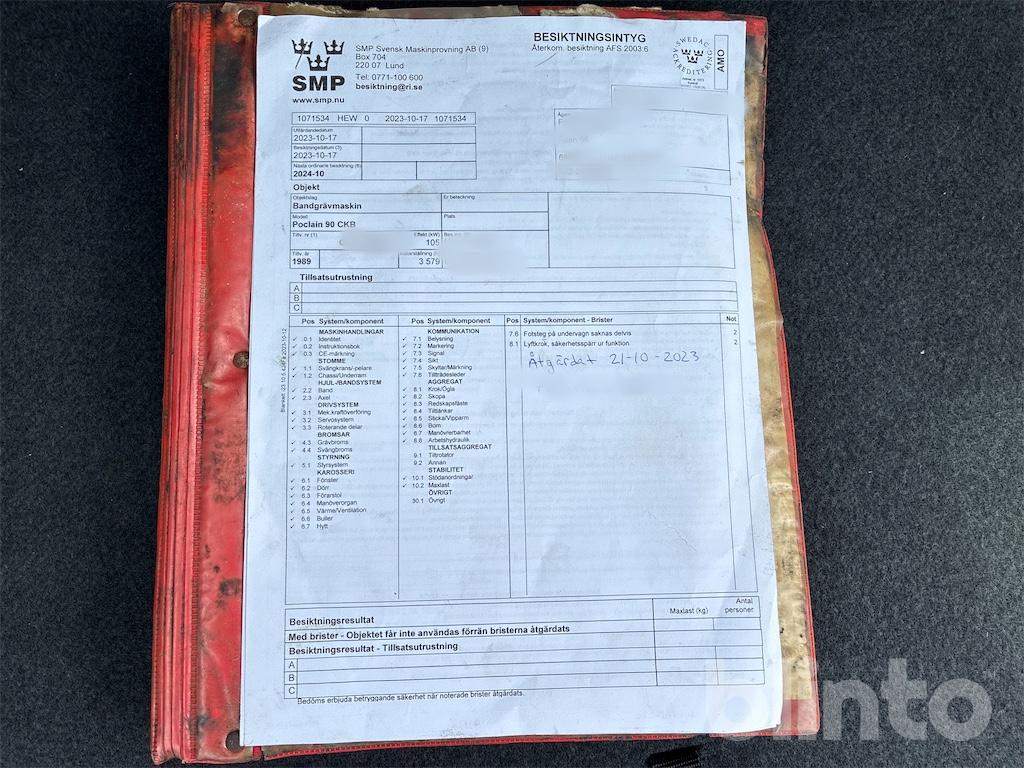 SMP
www.smp.nu
SMP Svensk Maskinprovning AB (9)
Box 704
220 07 Lund
Tel: 0771-100 600
besiktning@ri.se
BESIKTNINGSINTYG
Återkom. besiktning AFS 2003:6
SWEDAC
ACKREDITERING
AMO
1071534 HEW 0 2023-10-17 1071534
Utfärdandedatum
2023-10-17
Besiktningsdatum (3)
2023-10-17
Nästa ordinarie besiktning (6)
2024-10
Objekt
Objektslag
Bandgrävmaskin
Er beteckning
Modell
Poclain 90 CKB
Plats
Tillv. nr (1)
Effekt (kW)
105
Tillv. år
1989
3 579
Tillsatsutrustning
A
B
C
Pos System/komponent
MASKINHANDLINGAR
✓ 0.1 Identitet
✓ 0.2 Instruktionsbok
✓ 0.3 CE-märkning
STOMME
✓ 1.1 Svängkrans/-pelare
✓ 1.2 Chassi/Underram
HJUL-/BANDSYSTEM
✓ 2.2 Band
✓ 2.3 Axel
DRIVSYSTEM
✓ 3.1 Mek.kraftöverföring
✓ 3.2 Servosystem
✓ 3.3 Roterande delar
BROMSAR
✓ 4.3 Grävbroms
✓ 4.4 Svängbroms
STYRNING
✓ 5.1 Styrsystem
KAROSSERI
✓ 6.1 Fönster
✓ 6.2 Dörr
✓ 6.3 Förarstol
✓ 6.4 Manöverorgan
✓ 6.5 Värme/Ventilation
✓ 6.6 Buller
✓ 6.7 Hytt
Pos System/komponent
KOMMUNIKATION
✓ 7.1 Belysning
✓ 7.2 Markering
✓ 7.3 Signal
✓ 7.4 Sikt
✓ 7.5 Skyltar/Märkning
✓ 7.6 Tillträdesleder
AGGREGAT
✓ 8.1 Krok/Ögla
✓ 8.2 Skopa
✓ 8.3 Redskapsfäste
✓ 8.4 Tilltänkar
✓ 8.5 Sticka/Vipparm
✓ 8.6 Bom
✓ 8.7 Manövrerbarhet
✓ 8.8 Arbetshydraulik
TILLSATSAGGREGAT
9.1 Tiltrotator
9.2 Annan
STABILITET
✓ 10.1 Stödanordningar
✓ 10.2 Maxlast
ÖVRIGT
30.1 Övrigt
Pos System/komponent - Brister Not
7.6 Fotsteg på undervagn saknas delvis 2
8.1 Lyftkrok, säkerhetsspärr ur funktion 2
Åtgärdat 21-10-2023
Besiktningsresultat
Maxlast (kg)
Antal
personer
Med brister - Objektet får inte användas förrän bristerna åtgärdats
Besiktningsresultat - Tillsatsutrustning
A
B
C
Bedöms erbjuda betryggande säkerhet när noterade brister åtgärdats.
blinto